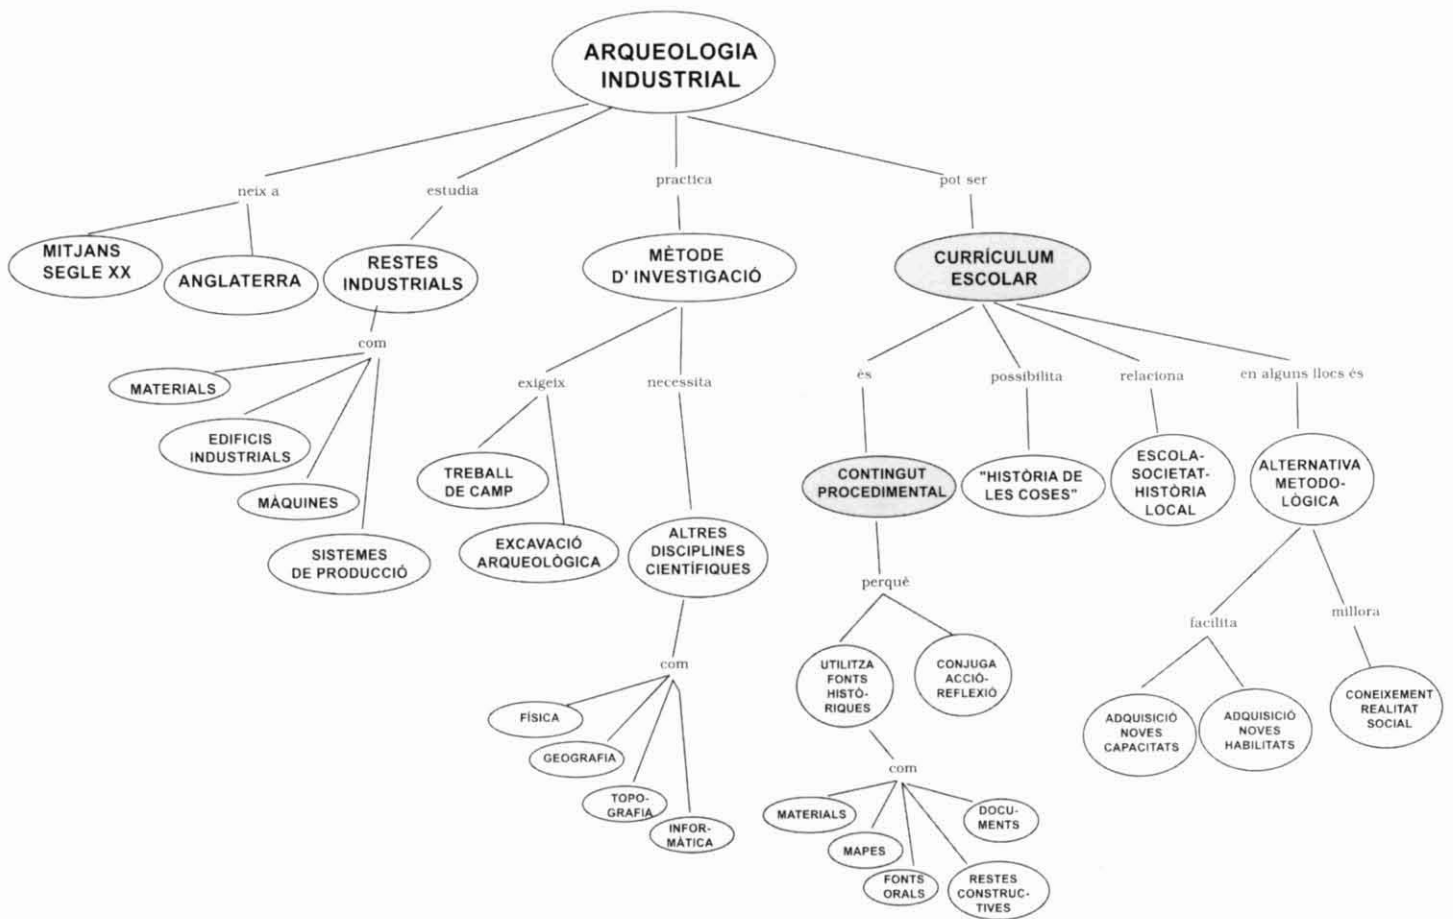 ARQUEOLOGIA
INDUSTRIAL
neix a
estudia
practica
pot ser
MITJANS
SEGLE XX
ANGLATERRA
RESTES
INDUSTRIALS
MÈTODE
D' INVESTIGACIÓ
CURRÍCULUM
ESCOLAR
com
MATERIALS
EDIFICIS
INDUSTRIALS
MÀQUINES
SISTEMES
DE PRODUCCIÓ
exigeix
necessita
TREBALL
DE CAMP
EXCAVACIÓ
ARQUEOLÒGICA
ALTRES
DISCIPLINES
CIENTÍFIQUES
com
FÍSICA
GEOGRAFIA
TOPO-
GRAFIA
INFOR-
MÀTICA
és
possibilita
relaciona
en alguns llocs és
CONTINGUT
PROCEDIMENTAL
"HISTÒRIA DE
LES COSES"
ESCOLA-
SOCIETAT-
HISTÒRIA
LOCAL
ALTERNATIVA
METODO-
LÒGICA
perquè
UTILITZA
FONTS
HISTÒ-
RIQUES
CONJUGA
ACCIÓ-
REFLEXIÓ
com
MATERIALS
MAPES
FONTS
ORALS
RESTES
CONSTRUC-
TIVES
DOCU-
MENTS
facilita
millora
ADQUISICIÓ
NOVES
CAPACITATS
ADQUISICIÓ
NOVES
HABILITATS
CONEIXEMENT
REALITAT
SOCIAL